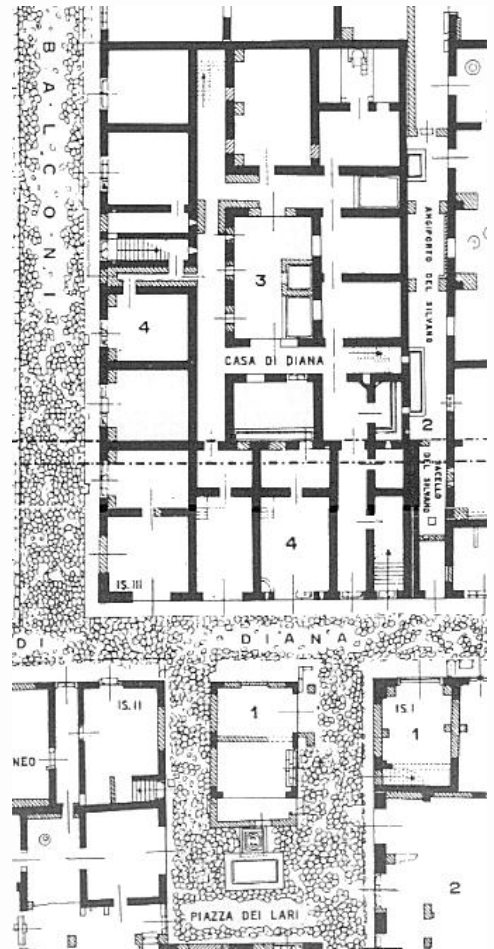 BALCONI
ANGIPORTO DEL SILVANO
3
4
CASA DI DIANA
2
SACELLO
DEL SILVANO
4
IS. III
DI DIANA
IS. II
1
IS. I
1
NEO
2
PIAZZA DEI LARI